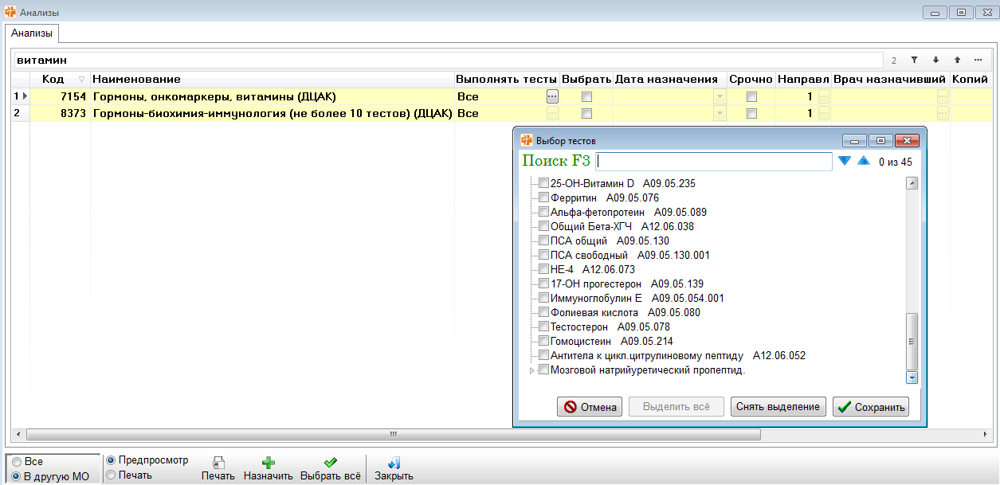 Анализы
Анализы
витамин 2
Код Наименование Выполнять тесты Выбрать Дата назначения Срочно Направл Врач назначивший Копий
1 7154 Гормоны, онкомаркеры, витамины (ДЦАК) Все 1
2 8373 Гормоны-биохимия-иммунология (не более 10 тестов) (ДЦАК) Все 1
Выбор тестов
Поиск F3 0 из 45
25-OH-Витамин D A09.05.235
Ферритин A09.05.076
Альфа-фетопротеин A09.05.089
Общий Бета-ХГЧ A12.06.038
ПСА общий A09.05.130
ПСА свободный A09.05.130.001
HE-4 A12.06.073
17-ОН прогестерон A09.05.139
Иммуноглобулин E A09.05.054.001
Фолиевая кислота A09.05.080
Тестостерон A09.05.078
Гомоцистеин A09.05.214
Антитела к цикл.цитрулиновому пептиду A12.06.052
Мозговой натрийуретический пропептид.
Отмена Выделить всё Снять выделение Сохранить
Все
В другую МО
Предпросмотр
Печать
Печать Назначить Выбрать всё Закрыть